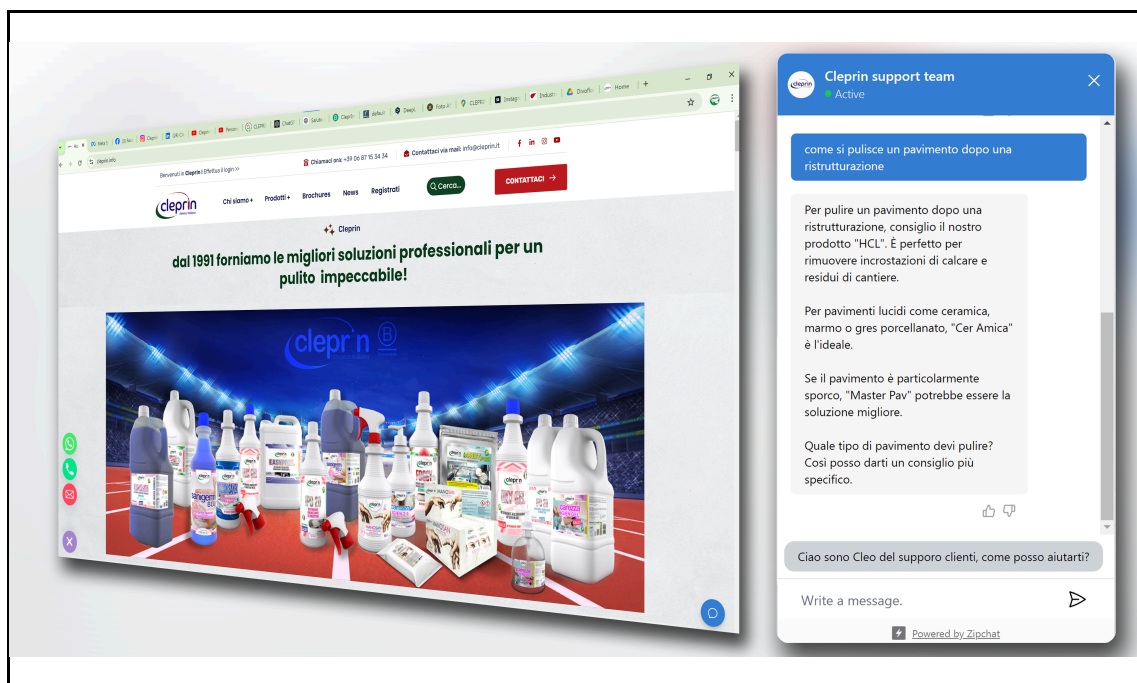 cleprin.info
Benvenuti in Cleprin | Effettua il login >>
Chiamaci ora: +39 06 87 15 34 34
Contattaci via mail: info@cleprin.it
cleprin
Chi siamo +
Prodotti +
Brochures
News
Registrati
Cerca...
CONTATTACI →
Cleprin
dal 1991 forniamo le migliori soluzioni professionali per un
pulito impeccabile!
cleprin
B
cleprin
Cleprin support team
Active
come si pulisce un pavimento dopo una
ristrutturazione
Per pulire un pavimento dopo una
ristrutturazione, consiglio il nostro
prodotto "HCL". È perfetto per
rimuovere incrostazioni di calcare e
residui di cantiere.
Per pavimenti lucidi come ceramica,
marmo o gres porcellanato, "Cer Amica"
è l'ideale.
Se il pavimento è particolarmente
sporco, "Master Pav" potrebbe essere la
soluzione migliore.
Quale tipo di pavimento devi pulire?
Così posso darti un consiglio più
specifico.
Ciao sono Cleo del supporo clienti, come posso aiutarti?
Write a message.
Powered by Zipchat